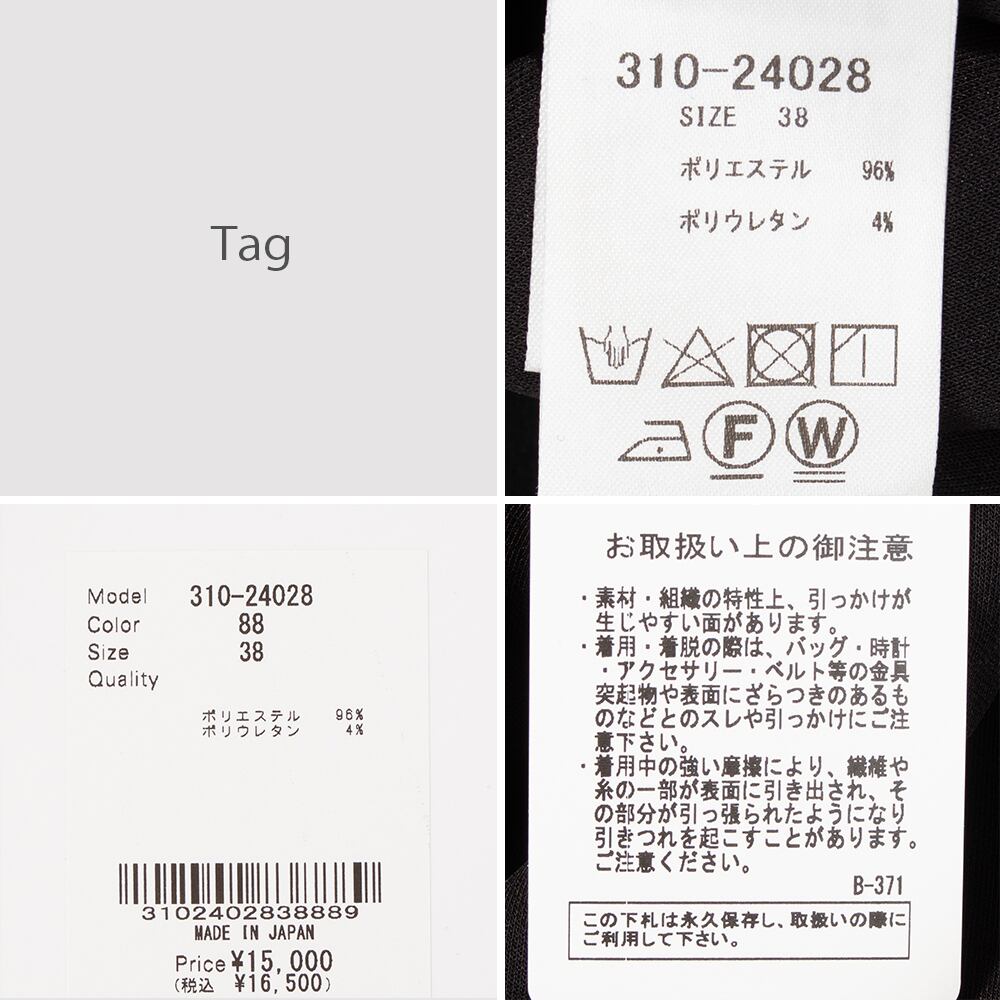 Tag
310-24028
SIZE 38
ポリエステル 96%
ポリウレタン 4%
F W
Model 310-24028
Color 88
Size 38
Quality
ポリエステル 96%
ポリウレタン 4%
3102402838889
MADE IN JAPAN
Price ¥15,000
(税込 ¥16,500)
お取扱い上の御注意
・素材・組織の特性上、引っかけが
生じやすい面があります。
・着用・着脱の際は、バッグ・時計
・アクセサリー・ベルト等の金具
突起物や表面にざらつきのあるも
のなどとのスレや引っかけにご注
意下さい。
・着用中の強い摩擦により、繊維や
糸の一部が表面に引き出され、そ
の部分が引っ張られたようになり
引きつれを起こすことがあります。
ご注意ください。
B-371
この下札は永久保存し、取扱いの際に
ご利用して下さい。